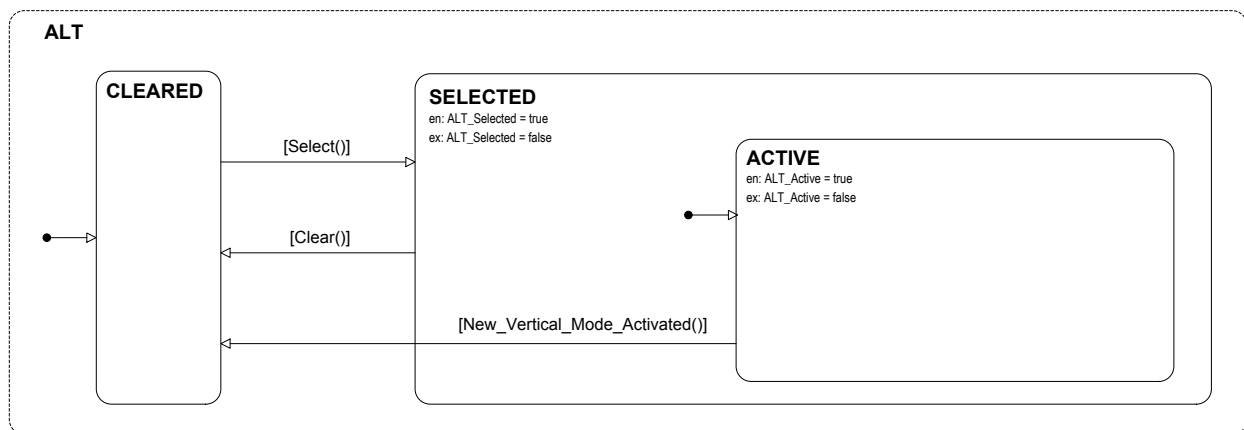 ALT
CLEARED
SELECTED
en: ALT_Selected = true
ex: ALT_Selected = false
[Select()]
ACTIVE
en: ALT_Active = true
ex: ALT_Active = false
[Clear()]
[New_Vertical_Mode_Activated()]